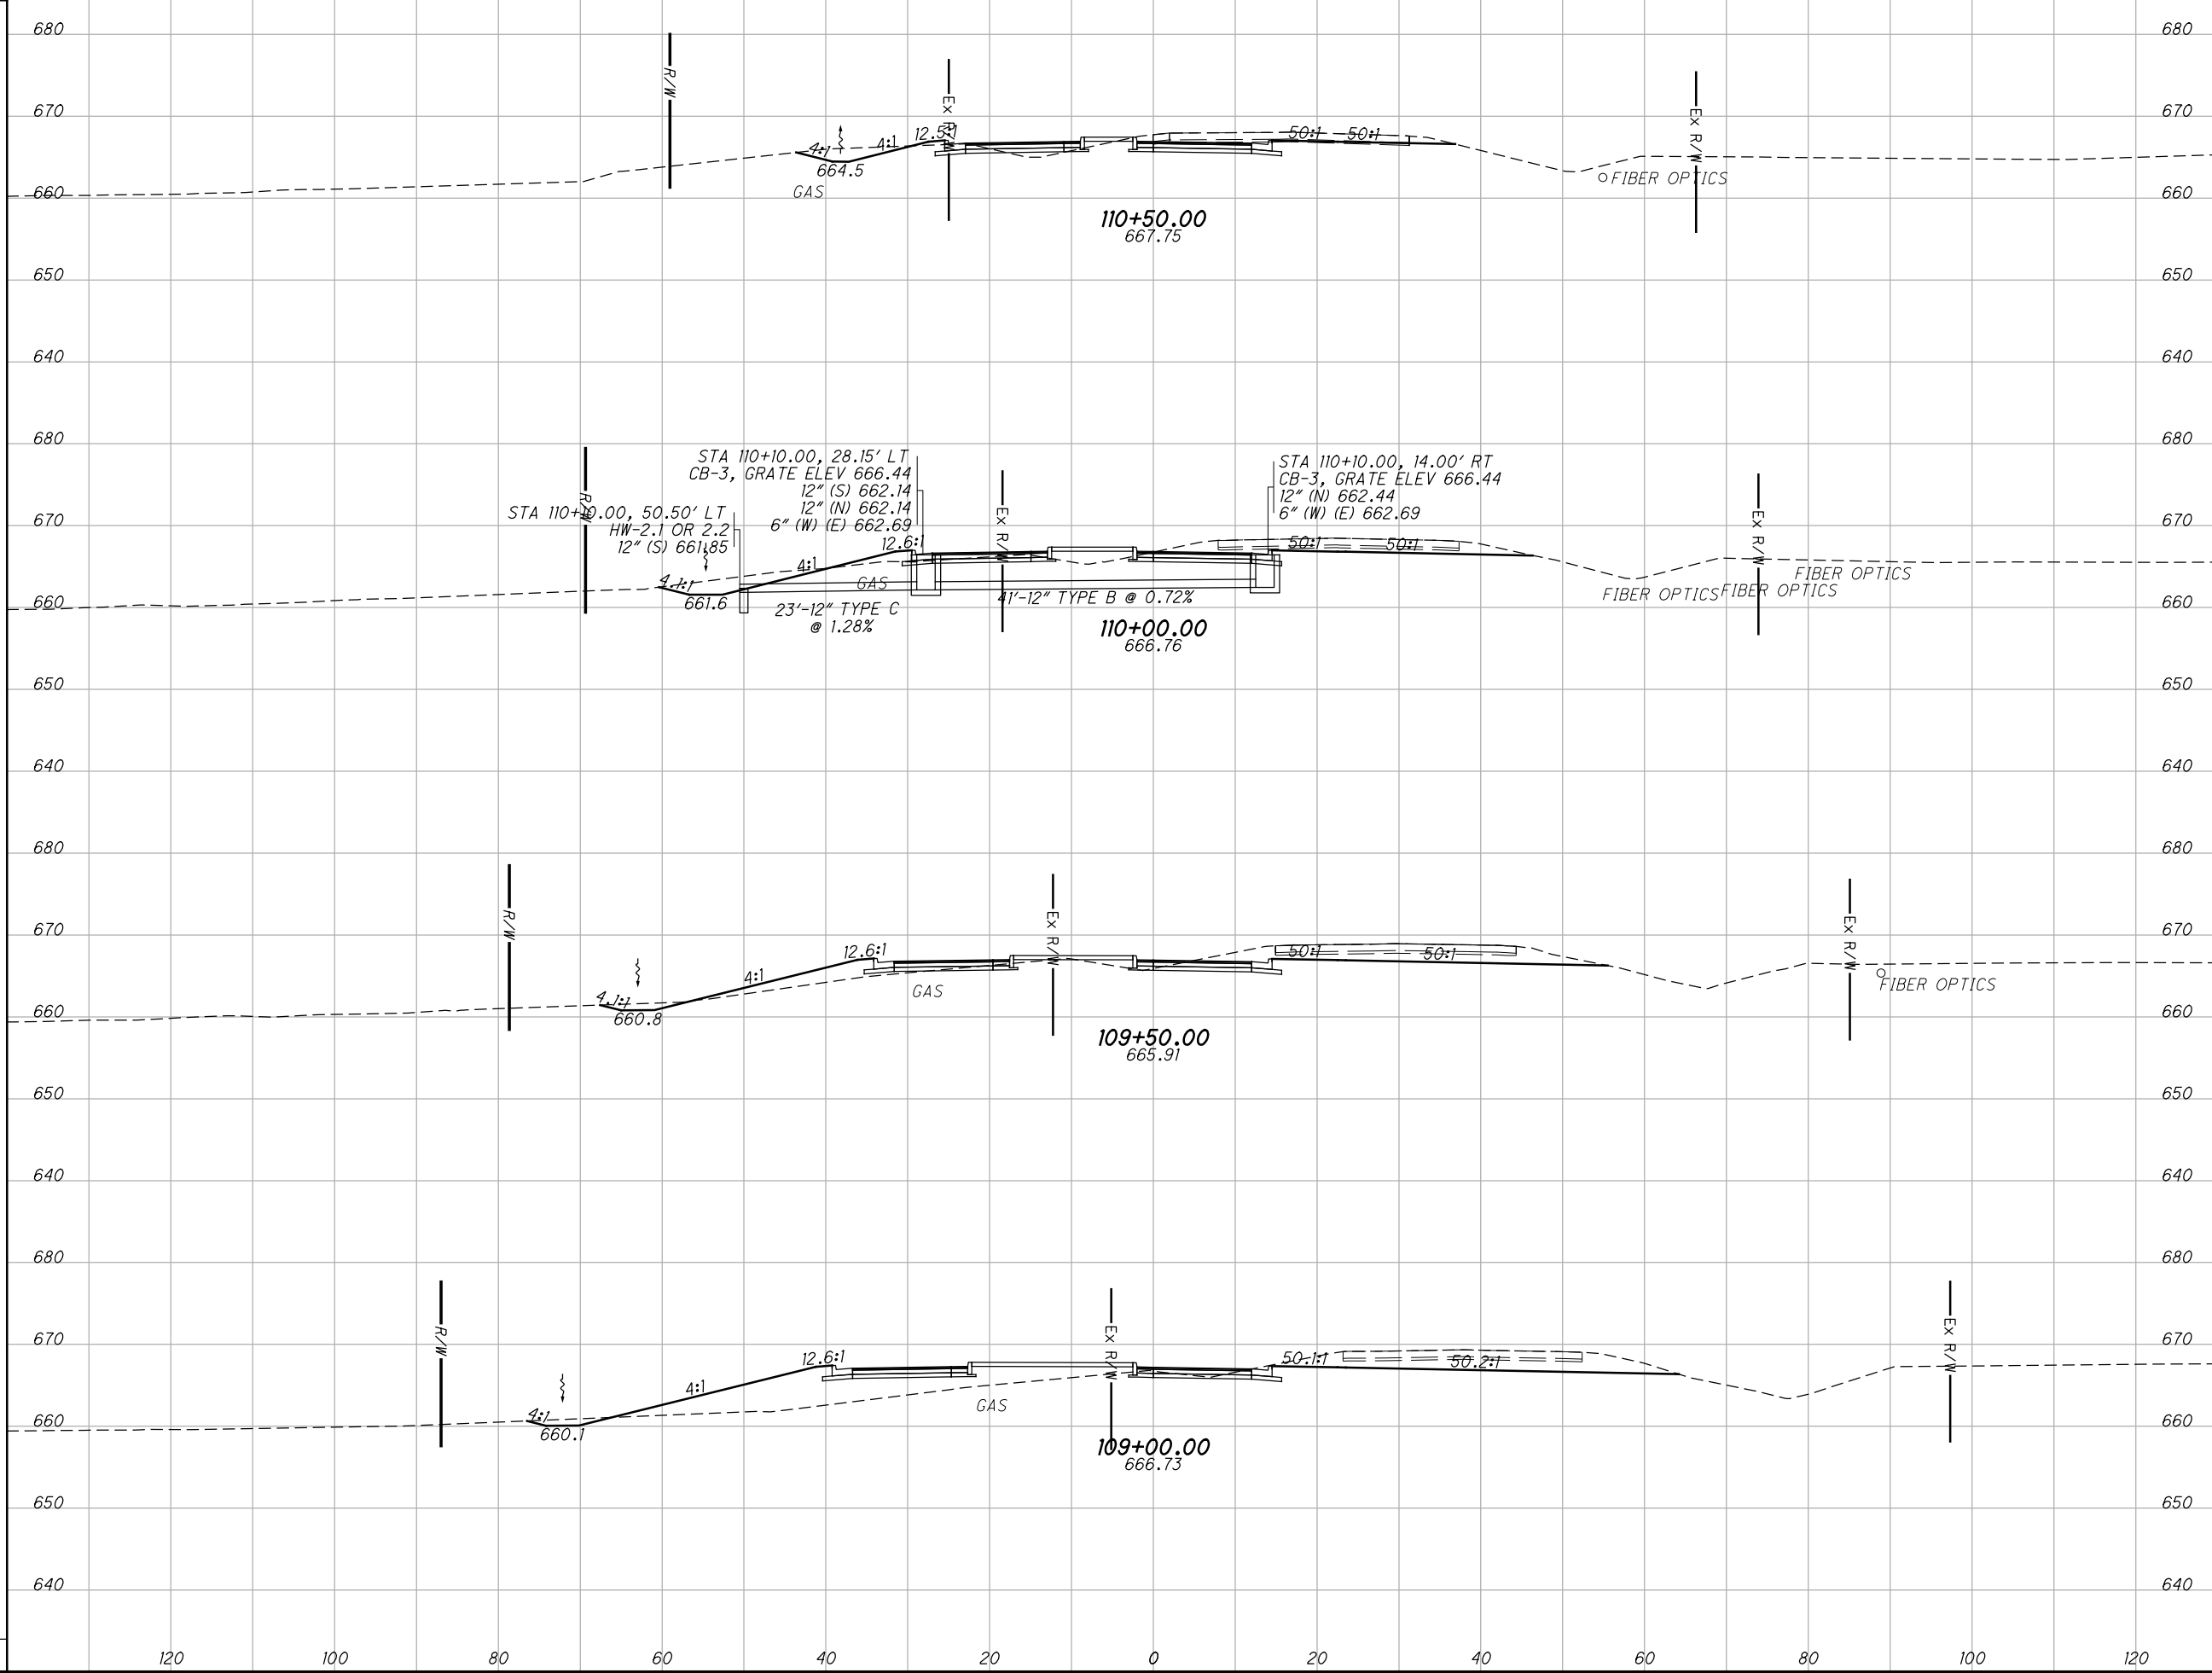 680 680
R/W
Ex R/W
Ex R/W
670 670
4:1 4:1 12.5:1 50:1 50:1
664.5
GAS
FIBER OPTICS
660 660
110+50.00
667.75
650 650
640 640
680 680
STA 110+10.00, 28.15' LT
CB-3, GRATE ELEV 666.44
12" (S) 662.14
12" (N) 662.14
6" (W) (E) 662.69
STA 110+10.00, 14.00' RT
CB-3, GRATE ELEV 666.44
12" (N) 662.44
6" (W) (E) 662.69
STA 110+10.00, 50.50' LT
HW-2.1 OR 2.2
12" (S) 661.85
R/W
Ex R/W
Ex R/W
670 670
4.1:1 4:1 12.6:1 50:1 50:1
GAS
FIBER OPTICS
FIBER OPTICS
FIBER OPTICS
661.6
660 660
23'-12" TYPE C
@ 1.28%
41'-12" TYPE B @ 0.72%
110+00.00
666.76
650 650
640 640
680 680
R/W
Ex R/W
Ex R/W
670 670
4.1:1 4:1 12.6:1 50:1 50:1
GAS
FIBER OPTICS
660.8
660 660
109+50.00
665.91
650 650
640 640
680 680
R/W
Ex R/W
Ex R/W
670 670
4:1 4:1 12.6:1 50.1:1 50.2:1
GAS
660.1
660 660
109+00.00
666.73
650 650
640 640
120 100 80 60 40 20 0 20 40 60 80 100 120